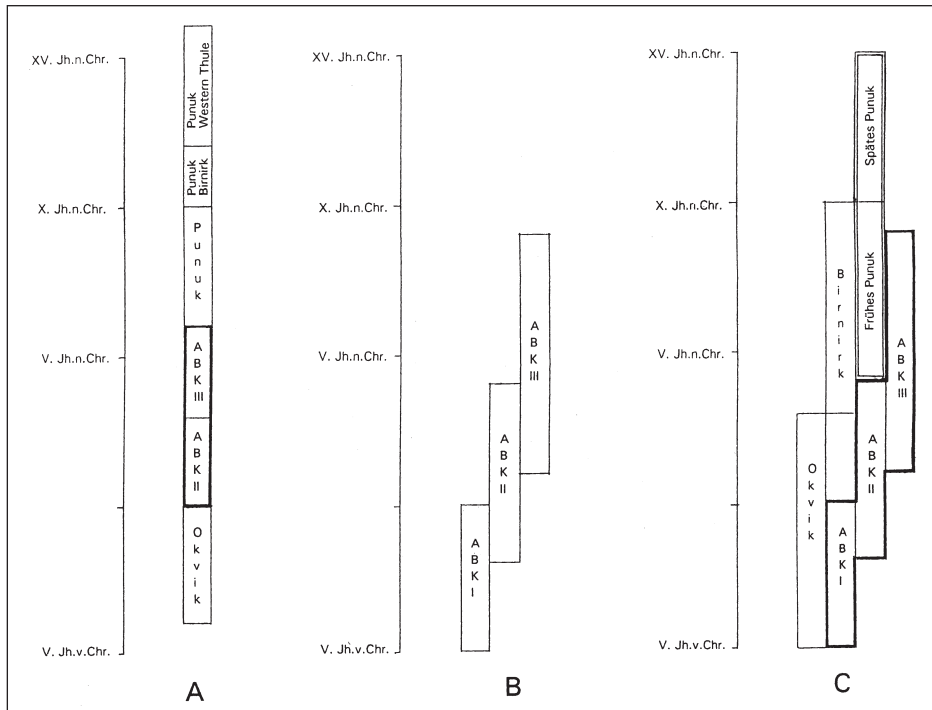 XV. Jh.n.Chr.
X. Jh.n.Chr.
V. Jh.n.Chr.
V. Jh.v.Chr.
Punuk
Western Thule
Punuk
Birnirk
Punuk
ABK III
ABK II
Okvik
A
XV. Jh.n.Chr.
X. Jh.n.Chr.
V. Jh.n.Chr.
V. Jh.v.Chr.
ABK III
ABK II
ABK I
B
XV. Jh.n.Chr.
X. Jh.n.Chr.
V. Jh.n.Chr.
V. Jh.v.Chr.
Spätes Punuk
Frühes Punuk
Birnirk
ABK III
Okvik
ABK II
ABK I
C